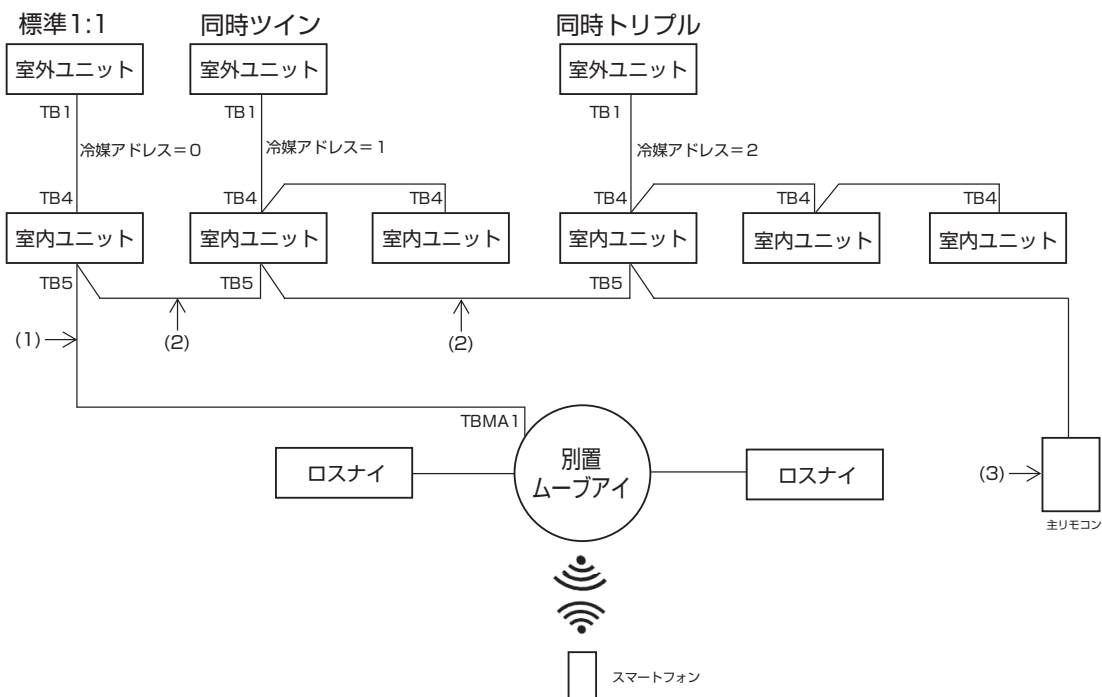 標準1:1
同時ツイン
同時トリプル
室外ユニット
室外ユニット
室外ユニット
TB1
TB1
TB1
冷媒アドレス=0
冷媒アドレス=1
冷媒アドレス=2
TB4
TB4
TB4
TB4
TB4
TB4
室内ユニット
室内ユニット
室内ユニット
室内ユニット
室内ユニット
室内ユニット
TB5
TB5
TB5
(1)
(2)
(2)
TBMA1
ロスナイ
別置
ムーブアイ
ロスナイ
(3)
主リモコン
スマートフォン